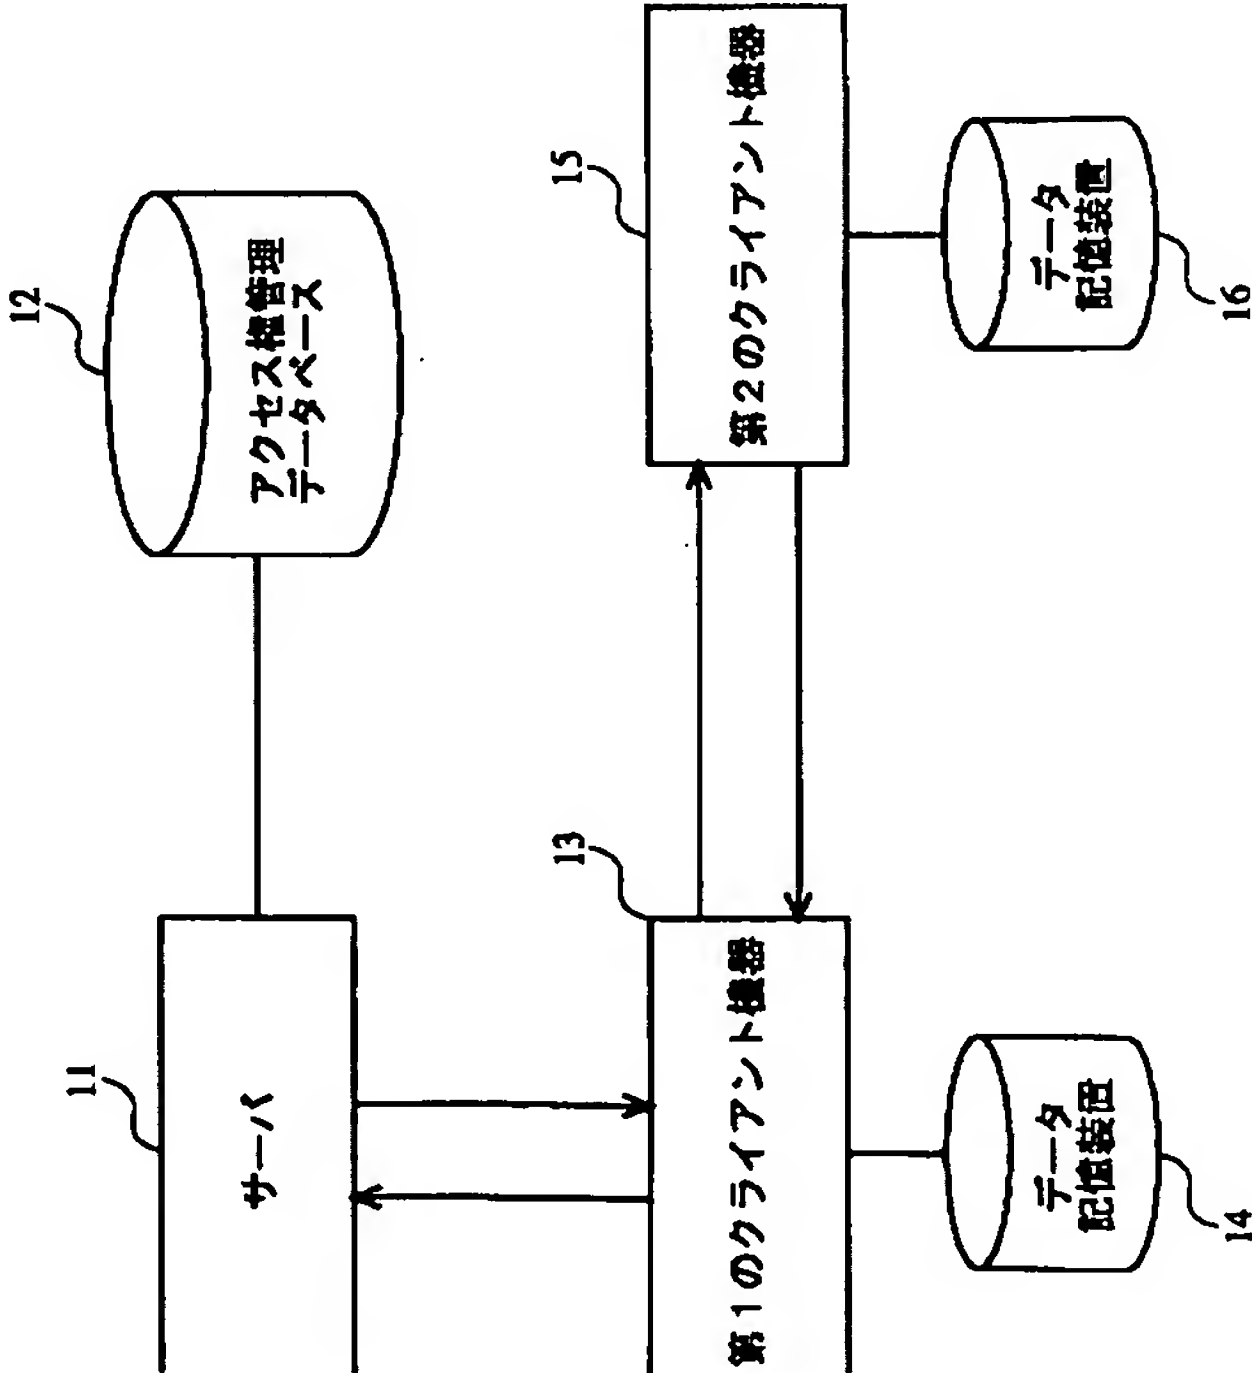 11
サーバ
12
アクセス権管理
データベース
13
第1のクライアント機器
15
第2のクライアント機器
14
データ
記憶装置
16
データ
記憶装置